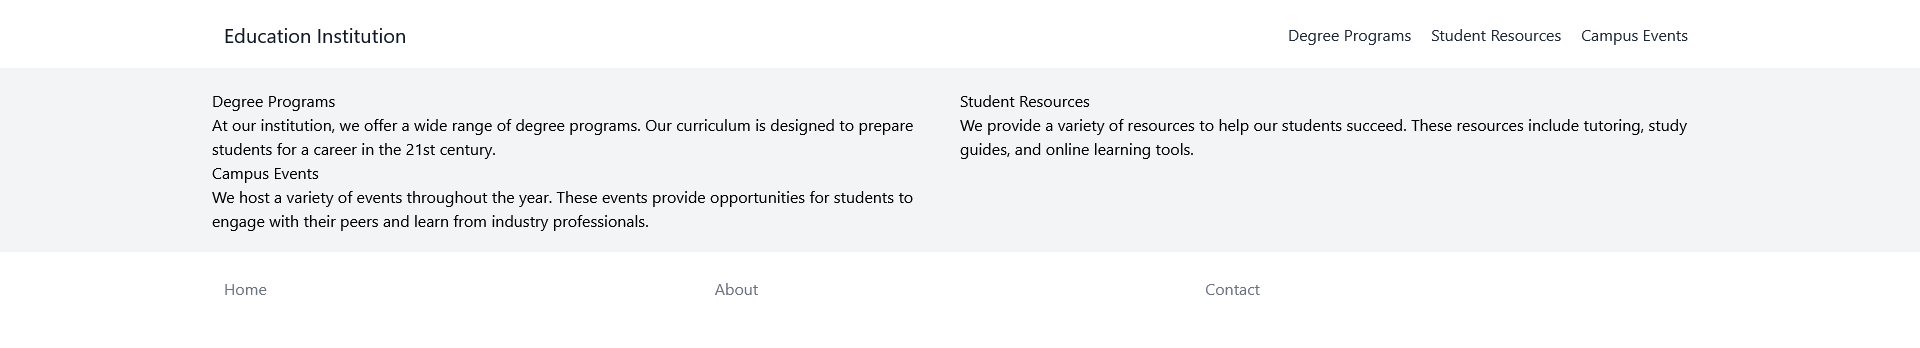 Education Institution
Degree Programs Student Resources Campus Events
Degree Programs
At our institution, we offer a wide range of degree programs. Our curriculum is designed to prepare
students for a career in the 21st century.
Student Resources
We provide a variety of resources to help our students succeed. These resources include tutoring, study
guides, and online learning tools.
Campus Events
We host a variety of events throughout the year. These events provide opportunities for students to
engage with their peers and learn from industry professionals.
Home About Contact